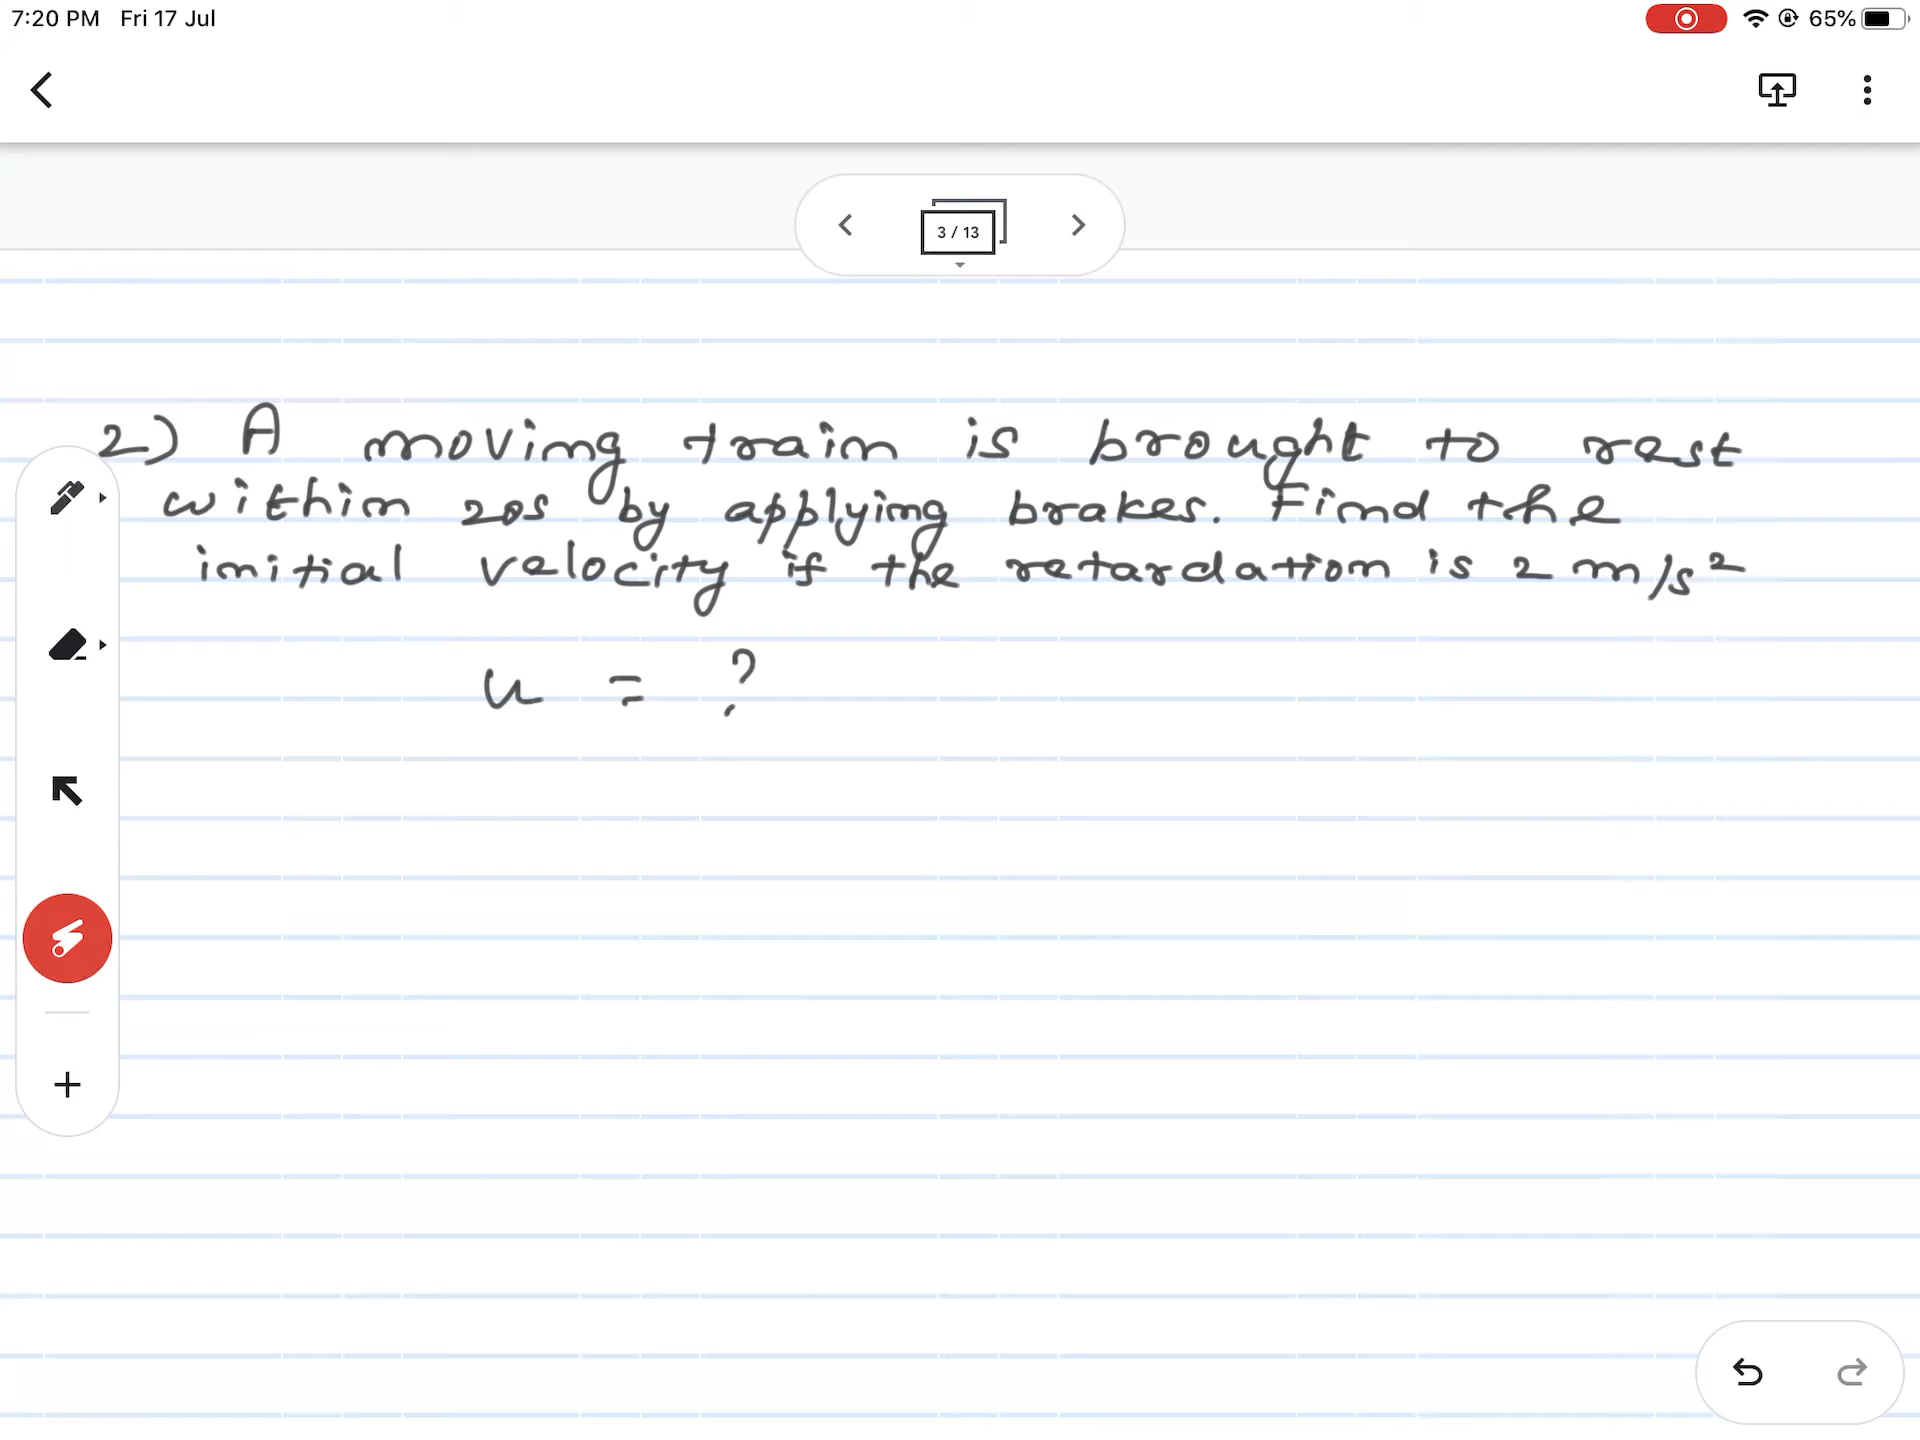 7:20 PM Fri 17 Jul 65%
3 / 13
2) A moving train is brought to rest
within 20s by applying brakes. Find the
initial velocity if the retardation is 2 m/s²
u = ?